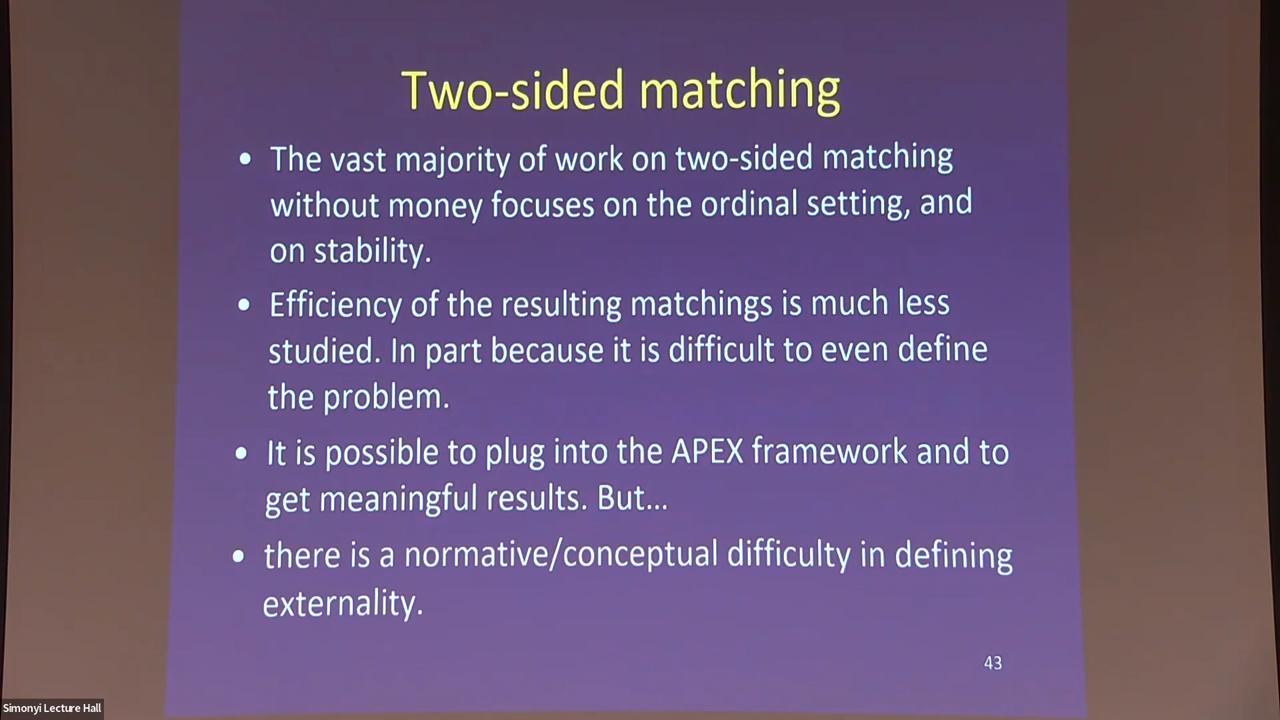 Two-sided matching
• The vast majority of work on two-sided matching
without money focuses on the ordinal setting, and
on stability.
• Efficiency of the resulting matchings is much less
studied. In part because it is difficult to even define
the problem.
• It is possible to plug into the APEX framework and to
get meaningful results. But...
• there is a normative/conceptual difficulty in defining
externality.
43
Simonyi Lecture Hall